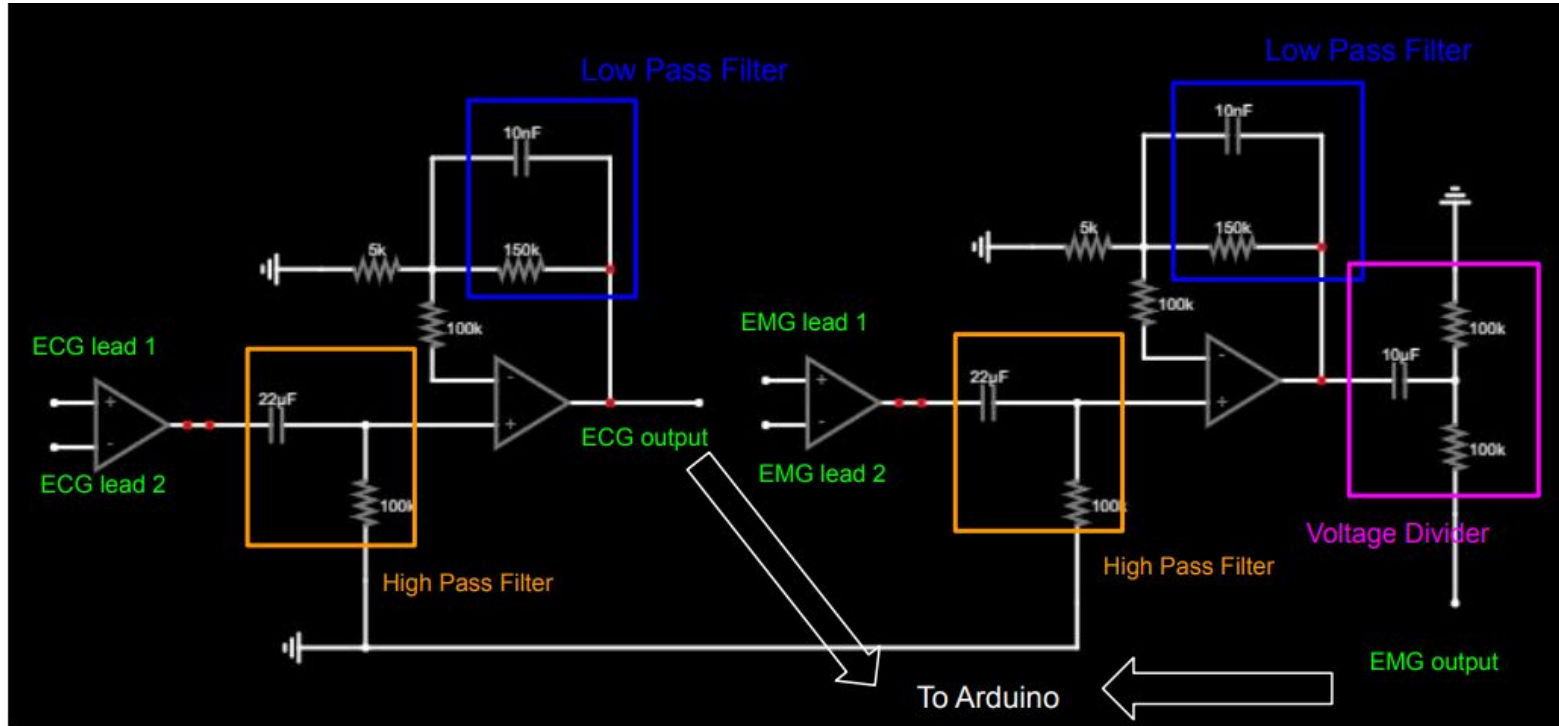 Low Pass Filter
10nF
5k
150k
100k
ECG lead 1
22µF
ECG lead 2
100k
ECG output
High Pass Filter
Low Pass Filter
10nF
5k
150k
100k
EMG lead 1
22µF
EMG lead 2
100k
High Pass Filter
10µF
100k
100k
Voltage Divider
EMG output
To Arduino
+
-
-
+
+
-
-
+